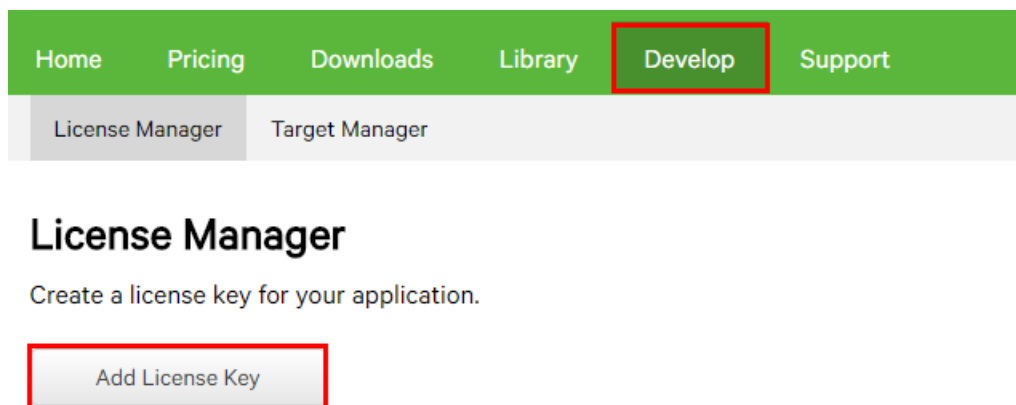 Home Pricing Downloads Library Develop Support
License Manager Target Manager
License Manager
Create a license key for your application.
Add License Key